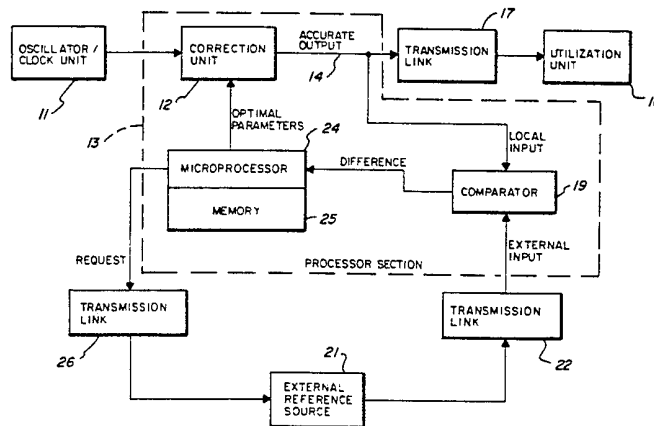 OSCILLATOR /
CLOCK UNIT
11
CORRECTION
UNIT
12
ACCURATE
OUTPUT
14
17
TRANSMISSION
LINK
UTILIZATION
UNIT
OPTIMAL
PARAMETERS
13
24
MICROPROCESSOR
MEMORY
25
DIFFERENCE
LOCAL
INPUT
COMPARATOR
19
EXTERNAL
INPUT
REQUEST
PROCESSOR SECTION
TRANSMISSION
LINK
26
TRANSMISSION
LINK
22
21
EXTERNAL
REFERENCE
SOURCE